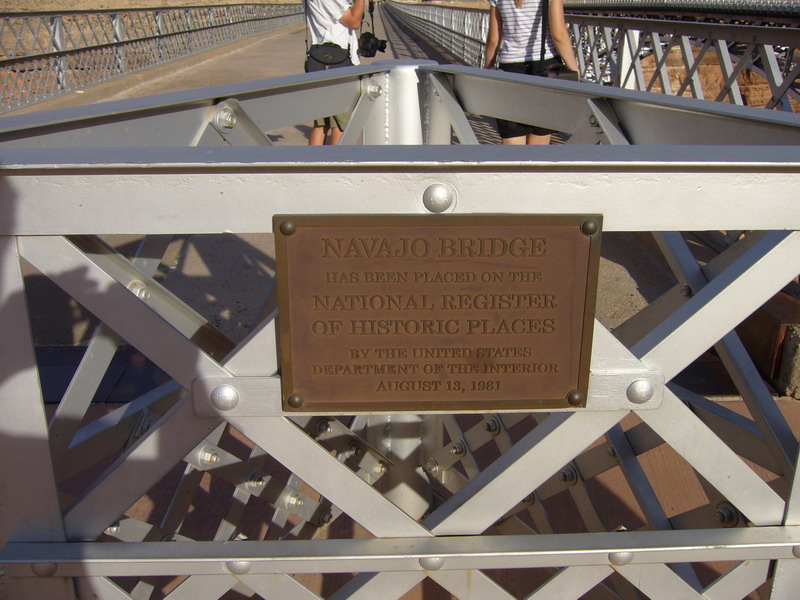 NAVAJO BRIDGE
HAS BEEN PLACED ON THE
NATIONAL REGISTER
OF HISTORIC PLACES
BY THE UNITED STATES
DEPARTMENT OF THE INTERIOR
AUGUST 13, 1981